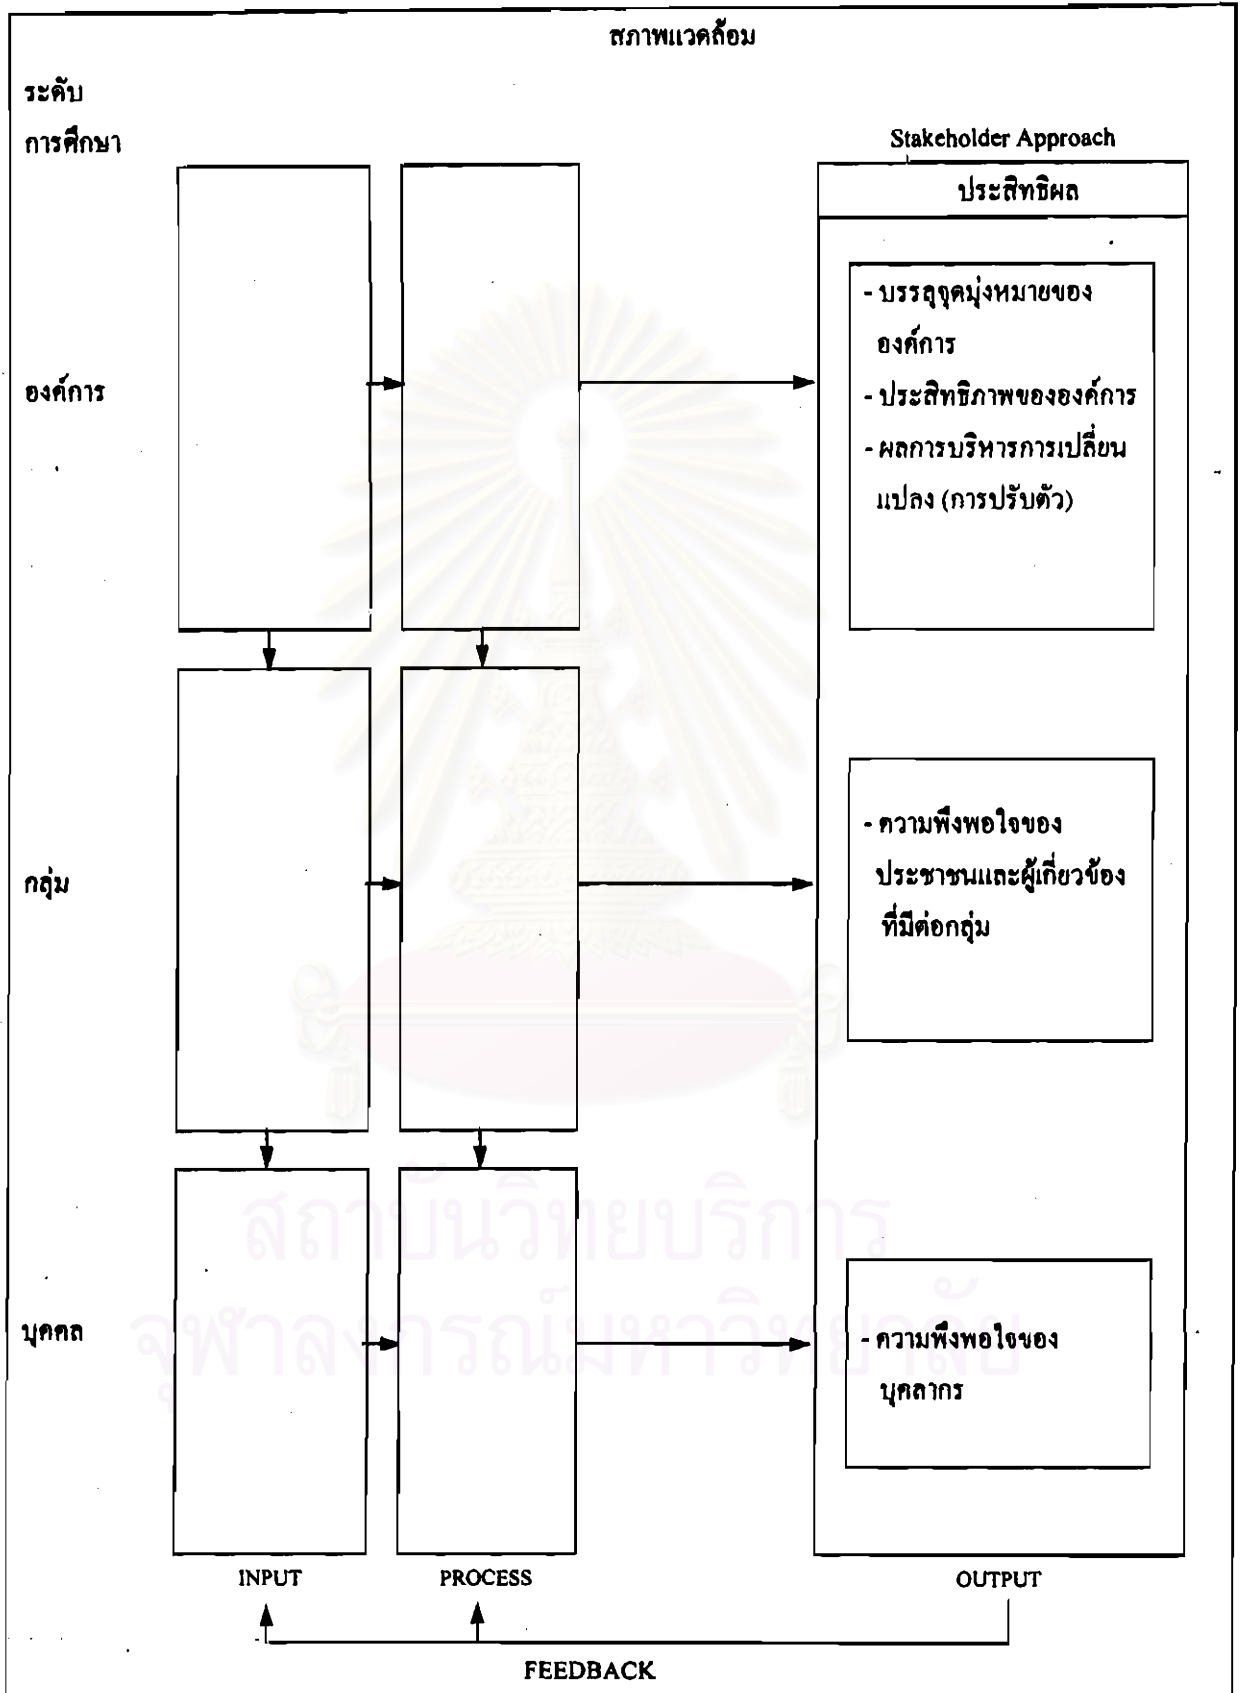 สภาพแวดล้อม
ระดับ
การศึกษา
Stakeholder Approach
ประสิทธิผล
องค์การ
- บรรลุจุดมุ่งหมายของ
องค์การ
- ประสิทธิภาพขององค์การ
- ผลการบริหารการเปลี่ยน
แปลง (การปรับตัว)
กลุ่ม
- ความพึงพอใจของ
ประชาชนและผู้เกี่ยวข้อง
ที่มีต่อกลุ่ม
สถาบันวิทยบริการ
จุฬาลงกรณ์มหาวิทยาลัย
บุคคล
- ความพึงพอใจของ
บุคลากร
INPUT
PROCESS
OUTPUT
FEEDBACK